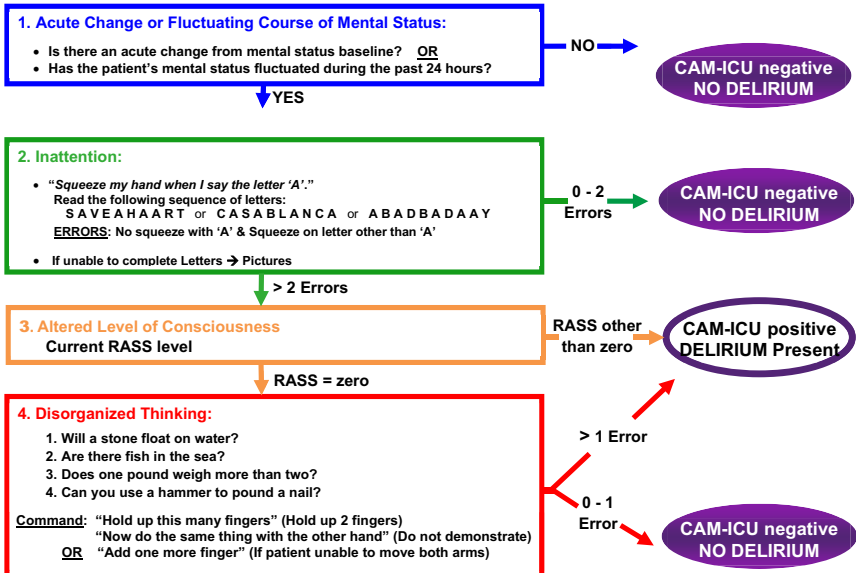 1. Acute Change or Fluctuating Course of Mental Status:
• Is there an acute change from mental status baseline? OR
• Has the patient's mental status fluctuated during the past 24 hours?
NO
CAM-ICU negative
NO DELIRIUM
YES
2. Inattention:
• "Squeeze my hand when I say the letter 'A'."
Read the following sequence of letters:
S A V E A H A A R T or C A S A B L A N C A or A B A D B A D A A Y
ERRORS: No squeeze with 'A' & Squeeze on letter other than 'A'
• If unable to complete Letters → Pictures
0 - 2
Errors
CAM-ICU negative
NO DELIRIUM
> 2 Errors
3. Altered Level of Consciousness
Current RASS level
RASS other
than zero
CAM-ICU positive
DELIRIUM Present
RASS = zero
4. Disorganized Thinking:
1. Will a stone float on water?
2. Are there fish in the sea?
3. Does one pound weigh more than two?
4. Can you use a hammer to pound a nail?
Command: "Hold up this many fingers" (Hold up 2 fingers)
"Now do the same thing with the other hand" (Do not demonstrate)
OR "Add one more finger" (If patient unable to move both arms)
> 1 Error
0 - 1
Error
CAM-ICU negative
NO DELIRIUM